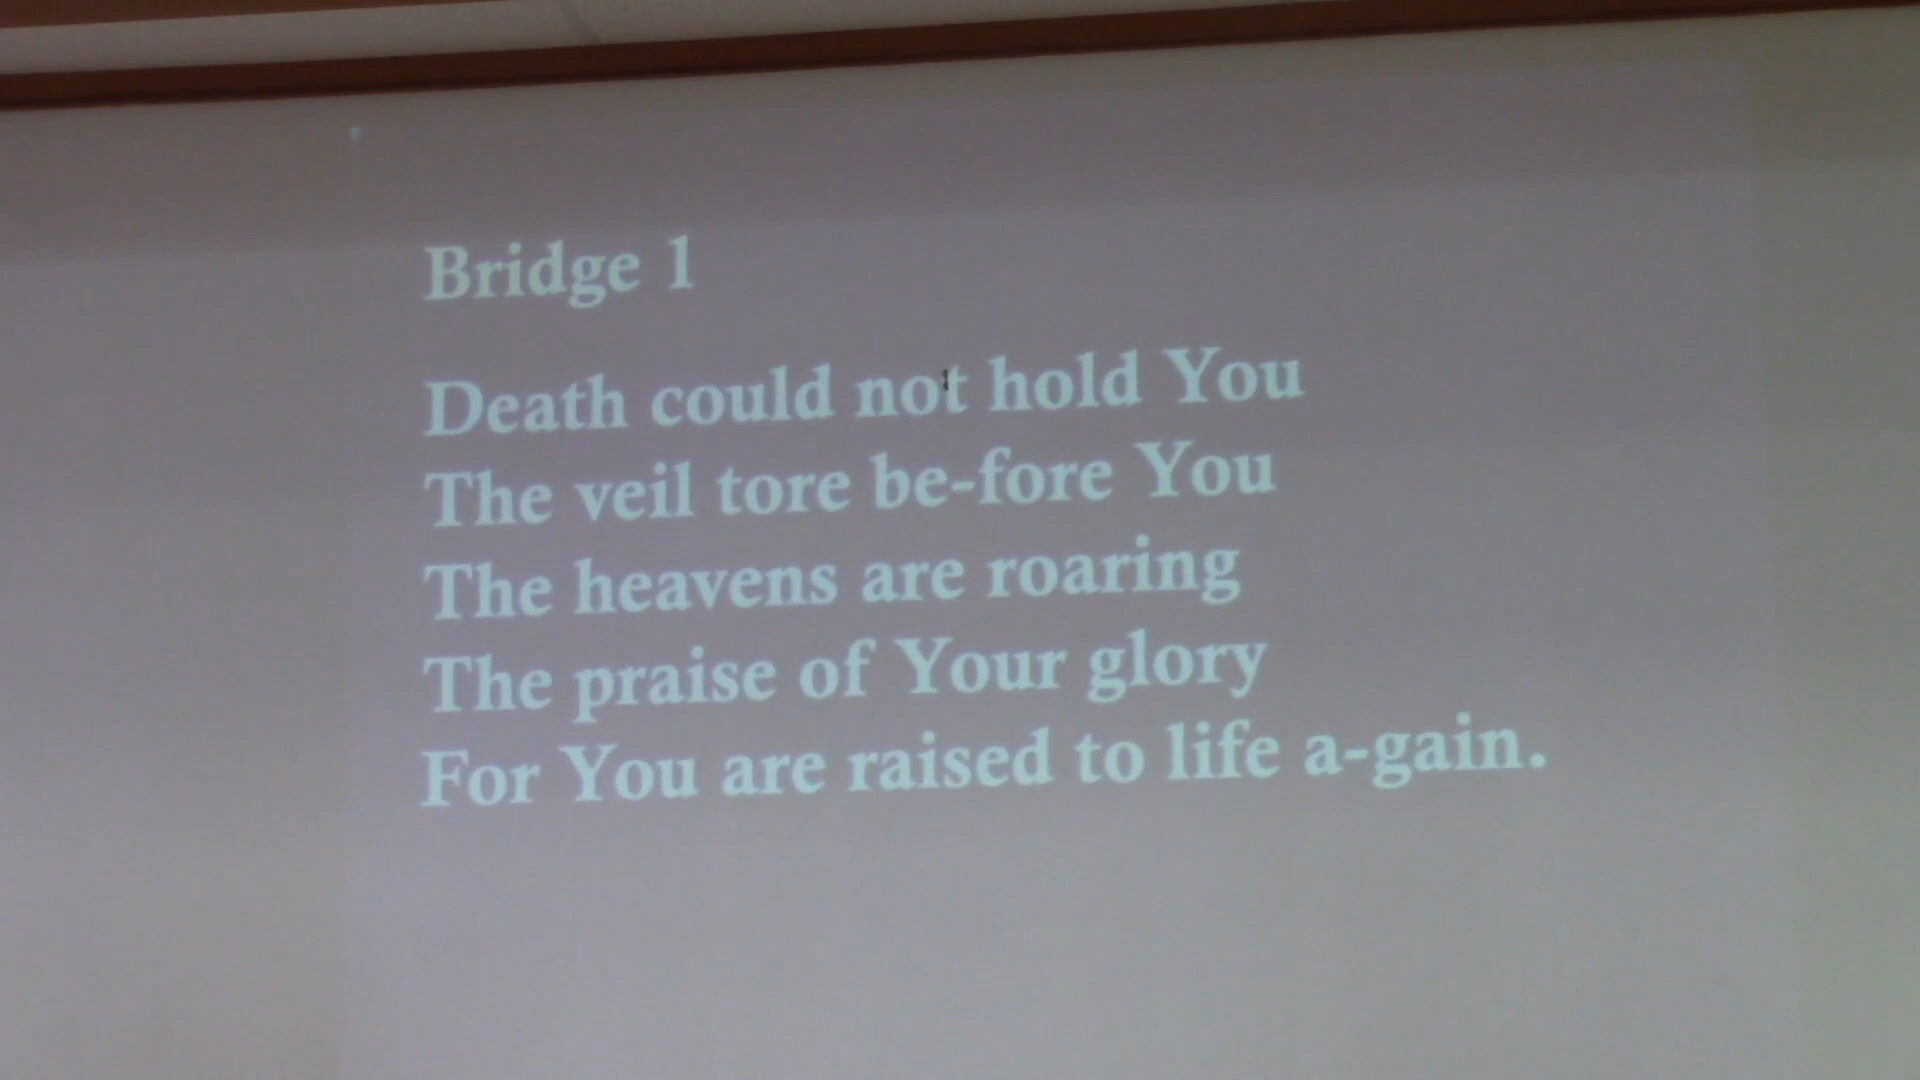 Bridge 1
Death could not hold You
The veil tore be-fore You
The heavens are roaring
The praise of Your glory
For You are raised to life a-gain.